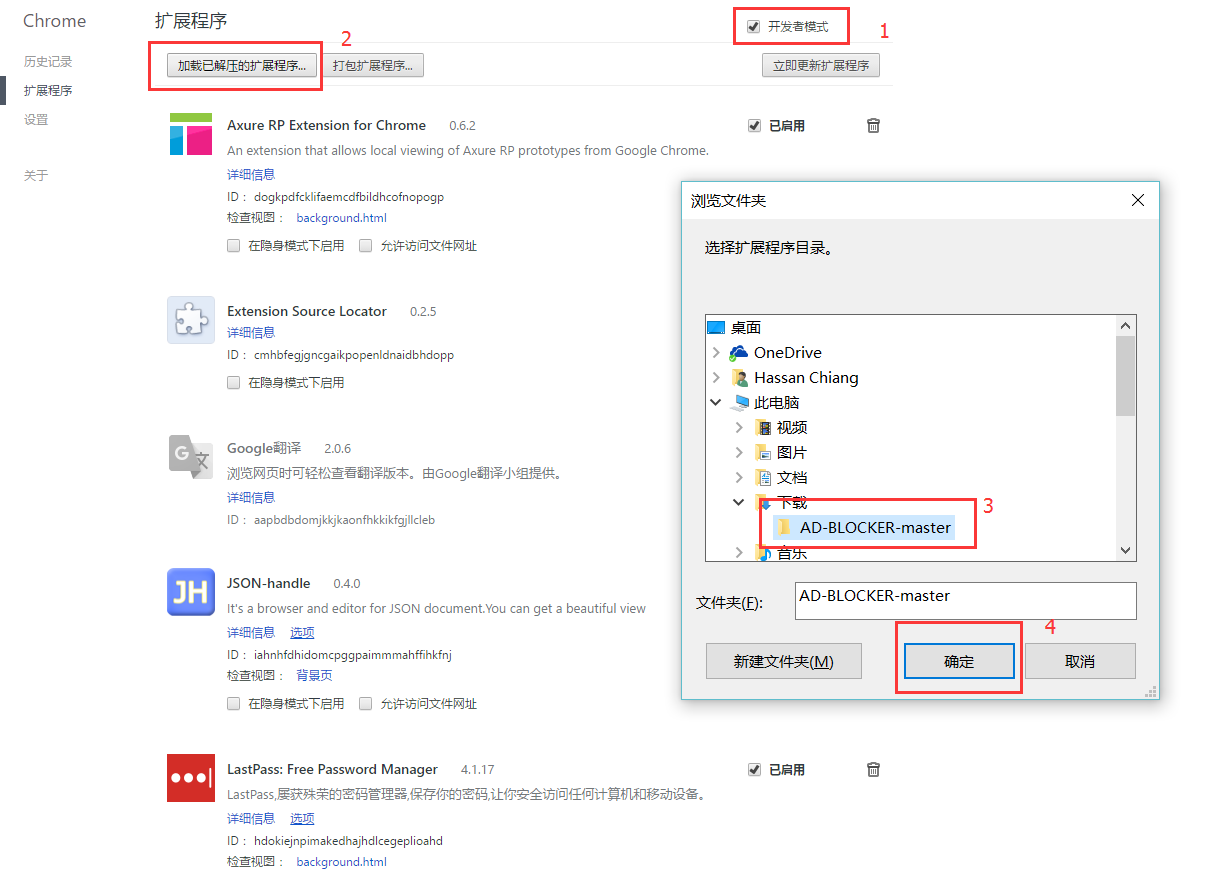 Chrome
扩展程序
开发者模式
1
2
历史记录
扩展程序
设置
关于
加载已解压的扩展程序...
打包扩展程序...
立即更新扩展程序
Axure RP Extension for Chrome 0.6.2
已启用
An extension that allows local viewing of Axure RP prototypes from Google Chrome.
详细信息
ID： dogkpdfcklifaemcdfbildhcofnopogp
检查视图： background.html
在隐身模式下启用 允许访问文件网址
Extension Source Locator 0.2.5
详细信息
ID： cmhbfegjgncgaikpopenldnaidbhdopp
在隐身模式下启用
Google翻译 2.0.6
浏览网页时可轻松查看翻译版本。由Google翻译小组提供。
详细信息
ID： aapbdbdomjkkjkaonfhkkikfgjllcleb
JH
JSON-handle 0.4.0
It's a browser and editor for JSON document.You can get a beautiful view
详细信息 选项
ID： iahnhfdhidomcpggpaimmmahffihkfnj
检查视图： 背景页
在隐身模式下启用 允许访问文件网址
LastPass: Free Password Manager 4.1.17
已启用
LastPass,屡获殊荣的密码管理器,保存你的密码,让你安全访问任何计算机和移动设备。
详细信息 选项
ID： hdokiejnpimakedhajhdlcegeplioahd
检查视图： background.html
浏览文件夹
选择扩展程序目录。
桌面
OneDrive
Hassan Chiang
此电脑
视频
图片
文档
下载
AD-BLOCKER-master
3
音乐
文件夹(F): AD-BLOCKER-master
4
新建文件夹(M)
确定
取消